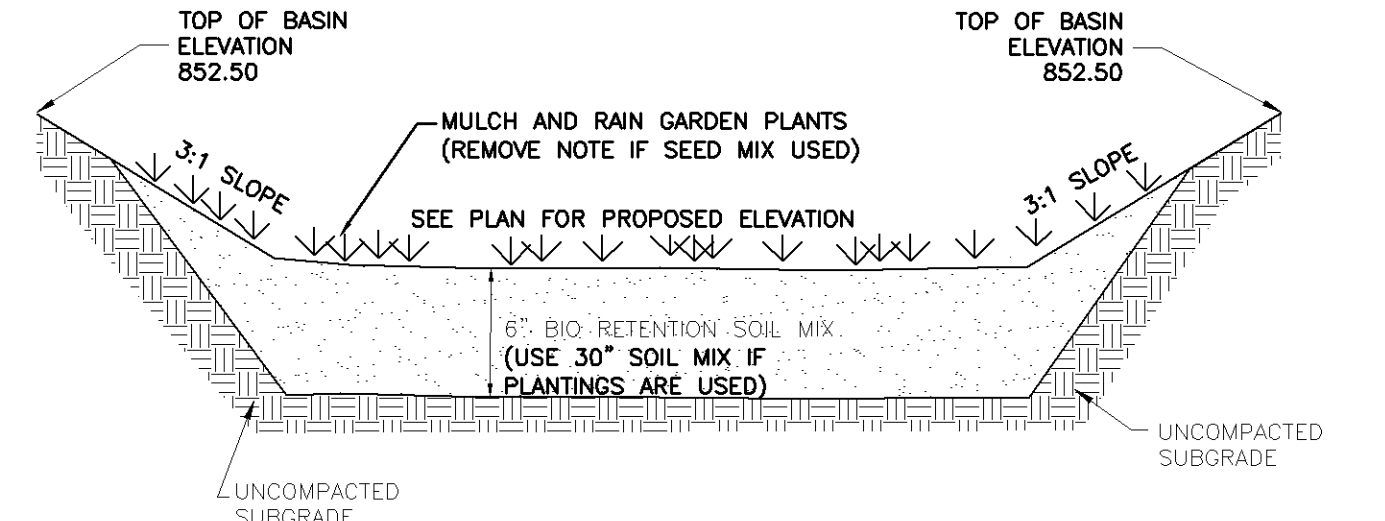 TOP OF BASIN
ELEVATION
852.50
TOP OF BASIN
ELEVATION
852.50
MULCH AND RAIN GARDEN PLANTS
(REMOVE NOTE IF SEED MIX USED)
3:1 SLOPE
3:1 SLOPE
SEE PLAN FOR PROPOSED ELEVATION
6" BIO RETENTION SOIL MIX
(USE 30" SOIL MIX IF
PLANTINGS ARE USED)
UNCOMPACTED
SUBGRADE
UNCOMPACTED
SUBGRADE